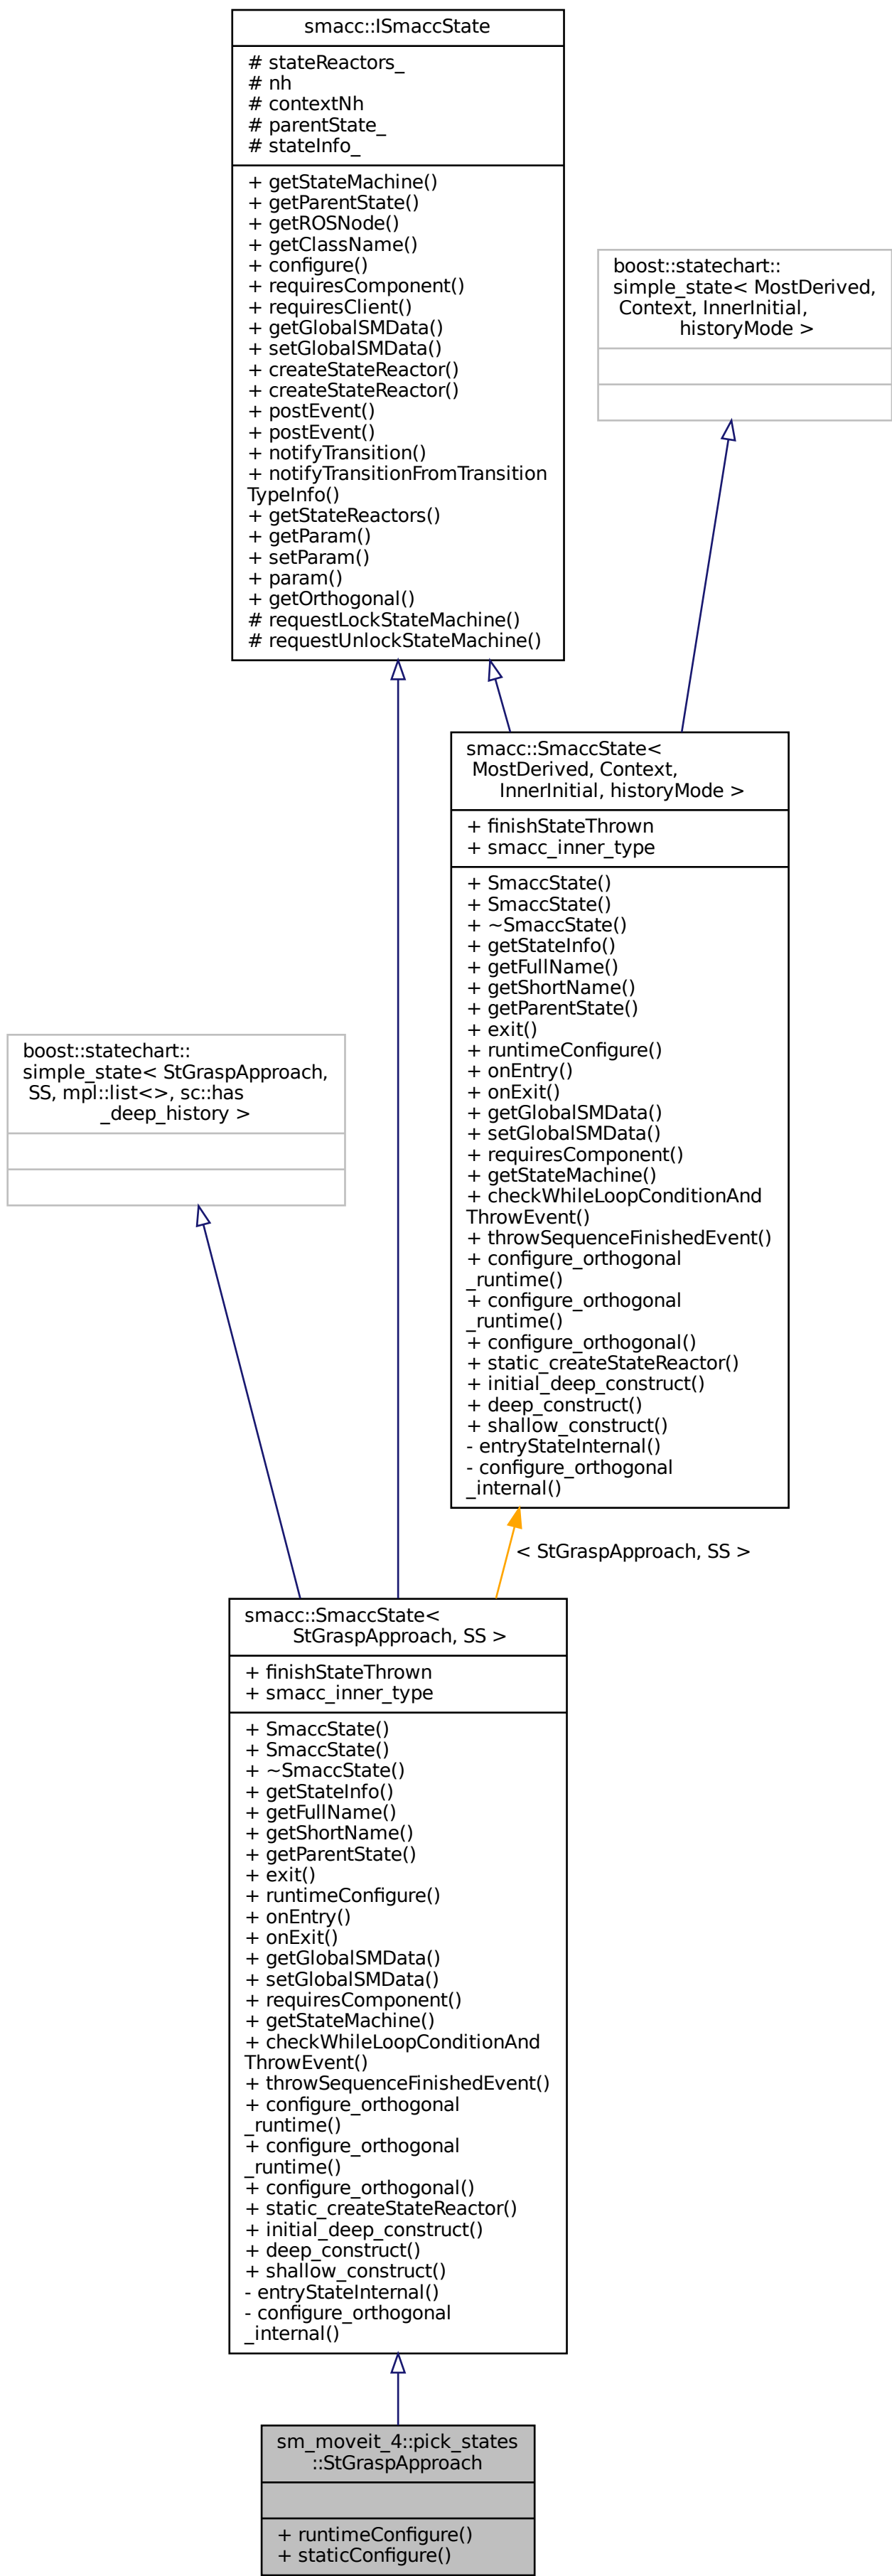 smacc::ISmaccState
# stateReactors_
# nh
# contextNh
# parentState_
# stateInfo_
+ getStateMachine()
+ getParentState()
+ getROSNode()
+ getClassName()
+ configure()
+ requiresComponent()
+ requiresClient()
+ getGlobalSMData()
+ setGlobalSMData()
+ createStateReactor()
+ createStateReactor()
+ postEvent()
+ postEvent()
+ notifyTransition()
+ notifyTransitionFromTransition
TypeInfo()
+ getStateReactors()
+ getParam()
+ setParam()
+ param()
+ getOrthogonal()
# requestLockStateMachine()
# requestUnlockStateMachine()
boost::statechart::
simple_state< MostDerived,
Context, InnerInitial,
historyMode >
smacc::SmaccState<
MostDerived, Context,
InnerInitial, historyMode >
+ finishStateThrown
+ smacc_inner_type
+ SmaccState()
+ SmaccState()
+ ~SmaccState()
+ getStateInfo()
+ getFullName()
+ getShortName()
+ getParentState()
+ exit()
+ runtimeConfigure()
+ onEntry()
+ onExit()
+ getGlobalSMData()
+ setGlobalSMData()
+ requiresComponent()
+ getStateMachine()
+ checkWhileLoopConditionAnd
ThrowEvent()
+ throwSequenceFinishedEvent()
+ configure_orthogonal
_runtime()
+ configure_orthogonal
_runtime()
+ configure_orthogonal()
+ static_createStateReactor()
+ initial_deep_construct()
+ deep_construct()
+ shallow_construct()
- entryStateInternal()
- configure_orthogonal
_internal()
boost::statechart::
simple_state< StGraspApproach,
SS, mpl::list<>, sc::has
_deep_history >
< StGraspApproach, SS >
smacc::SmaccState<
StGraspApproach, SS >
+ finishStateThrown
+ smacc_inner_type
+ SmaccState()
+ SmaccState()
+ ~SmaccState()
+ getStateInfo()
+ getFullName()
+ getShortName()
+ getParentState()
+ exit()
+ runtimeConfigure()
+ onEntry()
+ onExit()
+ getGlobalSMData()
+ setGlobalSMData()
+ requiresComponent()
+ getStateMachine()
+ checkWhileLoopConditionAnd
ThrowEvent()
+ throwSequenceFinishedEvent()
+ configure_orthogonal
_runtime()
+ configure_orthogonal
_runtime()
+ configure_orthogonal()
+ static_createStateReactor()
+ initial_deep_construct()
+ deep_construct()
+ shallow_construct()
- entryStateInternal()
- configure_orthogonal
_internal()
sm_moveit_4::pick_states
::StGraspApproach
+ runtimeConfigure()
+ staticConfigure()